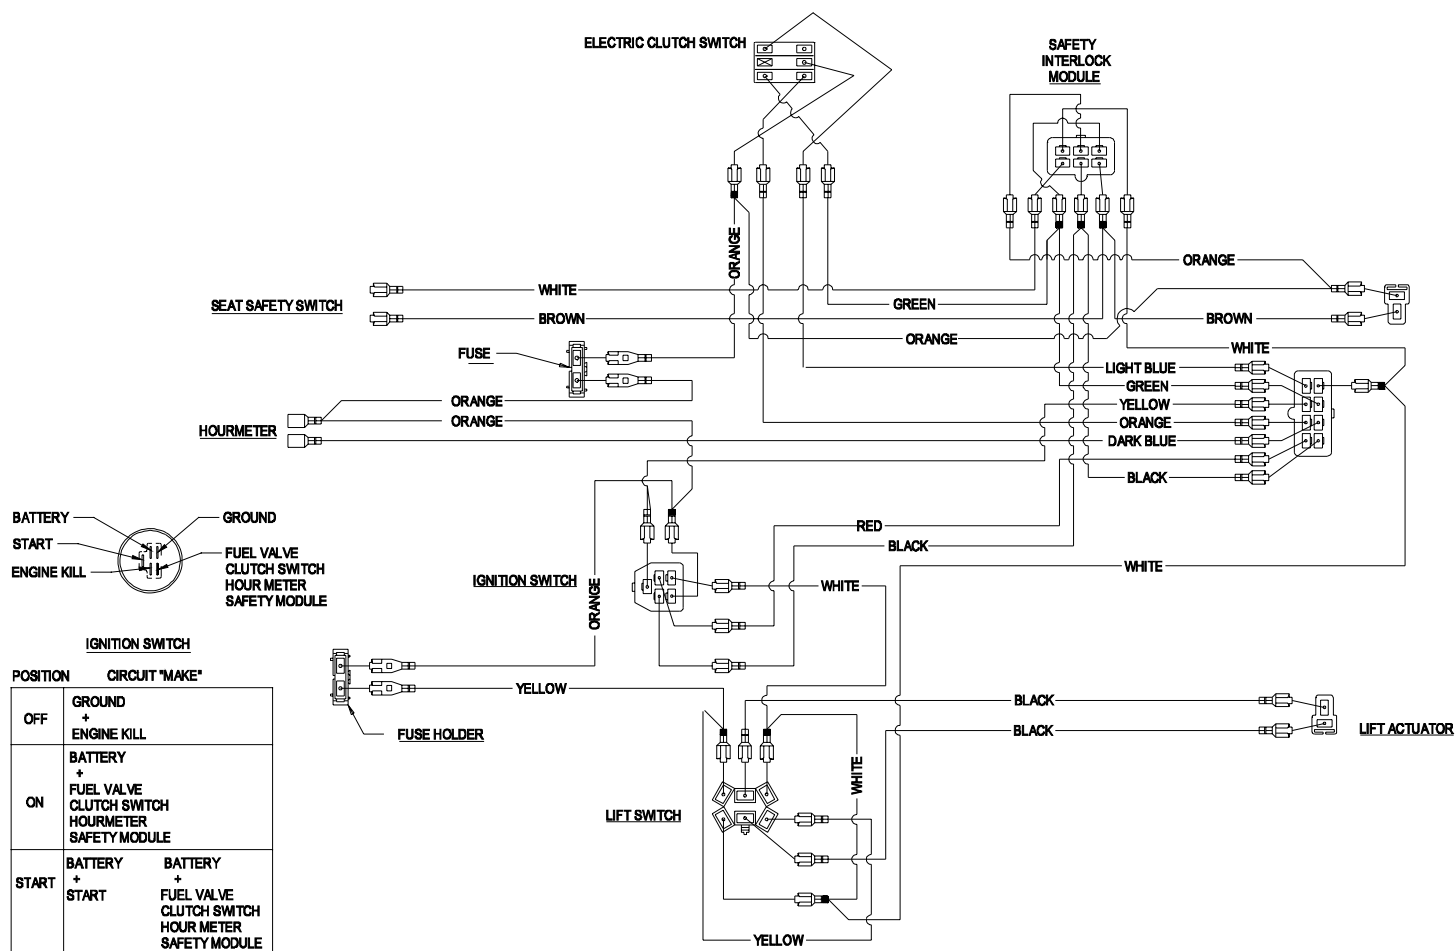 ELECTRIC CLUTCH SWITCH
SAFETY
INTERLOCK
MODULE
ORANGE
ORANGE
SEAT SAFETY SWITCH
WHITE
BROWN
GREEN
ORANGE
BROWN
WHITE
FUSE
LIGHT BLUE
GREEN
YELLOW
ORANGE
DARK BLUE
BLACK
HOURMETER
ORANGE
ORANGE
RED
BLACK
WHITE
WHITE
IGNITION SWITCH
ORANGE
BATTERY
GROUND
START
ENGINE KILL
FUEL VALVE
CLUTCH SWITCH
HOUR METER
SAFETY MODULE
IGNITION SWITCH
POSITION CIRCUIT "MAKE"
OFF
GROUND
+
ENGINE KILL
ON
BATTERY
+
FUEL VALVE
CLUTCH SWITCH
HOURMETER
SAFETY MODULE
START
BATTERY
+
START
BATTERY
+
FUEL VALVE
CLUTCH SWITCH
HOUR METER
SAFETY MODULE
YELLOW
FUSE HOLDER
BLACK
BLACK
LIFT ACTUATOR
WHITE
LIFT SWITCH
YELLOW